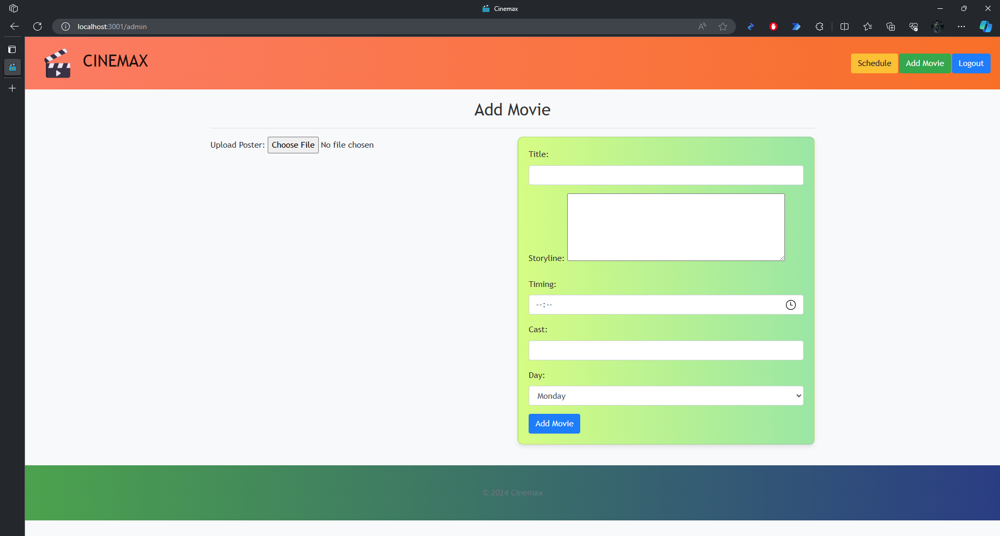 Cinemax
localhost:3001/admin
CINEMAX
Schedule
Add Movie
Logout
Add Movie
Upload Poster: Choose File No file chosen
Title:
Storyline:
Timing:
--:--
Cast:
Day:
Monday
Add Movie
© 2024 Cinemax